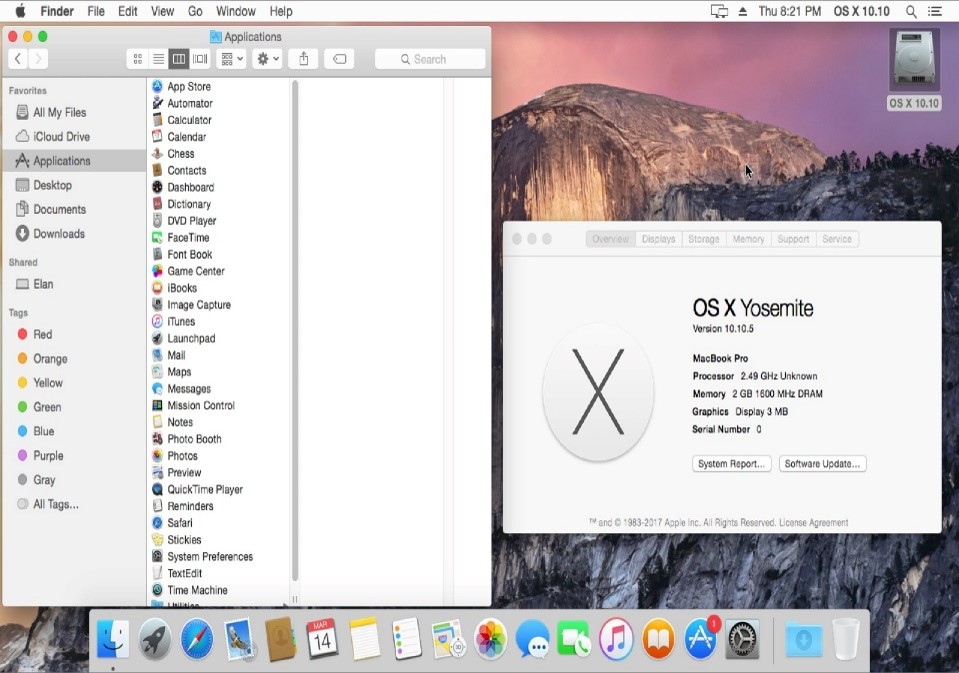 Finder File Edit View Go Window Help
Thu 8:21 PM OS X 10.10
Applications
Search
Favorites
All My Files
iCloud Drive
Applications
Desktop
Documents
Downloads
Shared
Elan
Tags
Red
Orange
Yellow
Green
Blue
Purple
Gray
All Tags...
App Store
Automator
Calculator
Calendar
Chess
Contacts
Dashboard
Dictionary
DVD Player
FaceTime
Font Book
Game Center
iBooks
Image Capture
iTunes
Launchpad
Mail
Maps
Messages
Mission Control
Notes
Photo Booth
Photos
Preview
QuickTime Player
Reminders
Safari
Stickies
System Preferences
TextEdit
Time Machine
Utilities
OS X 10.10
Overview Displays Storage Memory Support Service
OS X Yosemite
Version 10.10.5
MacBook Pro
Processor 2.49 GHz Unknown
Memory 2 GB 1600 MHz DRAM
Graphics Display 3 MB
Serial Number 0
System Report... Software Update...
™ and © 1983-2017 Apple Inc. All Rights Reserved. License Agreement
MAR
14
1